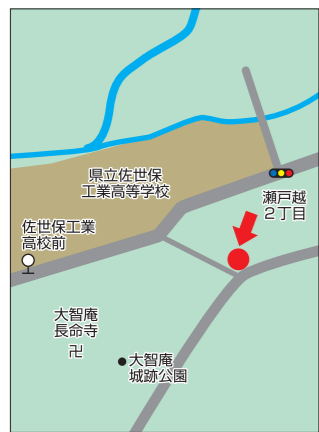 県立佐世保
工業高等学校
瀬戸越
２丁目
佐世保工業
高校前
大智庵
長命寺
卍
大智庵
城跡公園